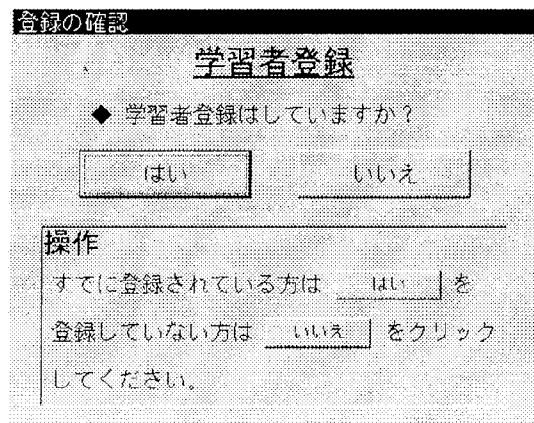 登録の確認
学習者登録
◆ 学習者登録はしていますか？
はい いいえ
操作
すでに登録されている方は はい を
登録していない方は いいえ をクリック
してください。